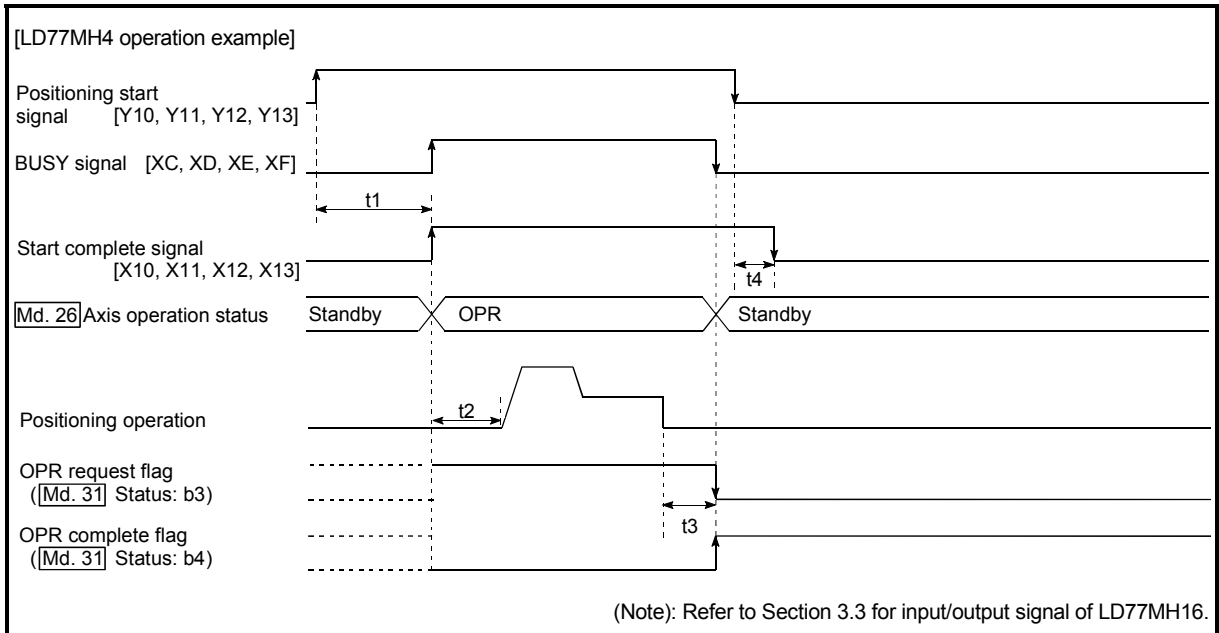 [LD77MH4 operation example]
Positioning start
signal [Y10, Y11, Y12, Y13]
BUSY signal [XC, XD, XE, XF]
t1
Start complete signal
[X10, X11, X12, X13]
t4
Md. 26 Axis operation status
Standby
OPR
Standby
t2
Positioning operation
OPR request flag
(Md. 31 Status: b3)
t3
OPR complete flag
(Md. 31 Status: b4)
(Note): Refer to Section 3.3 for input/output signal of LD77MH16.